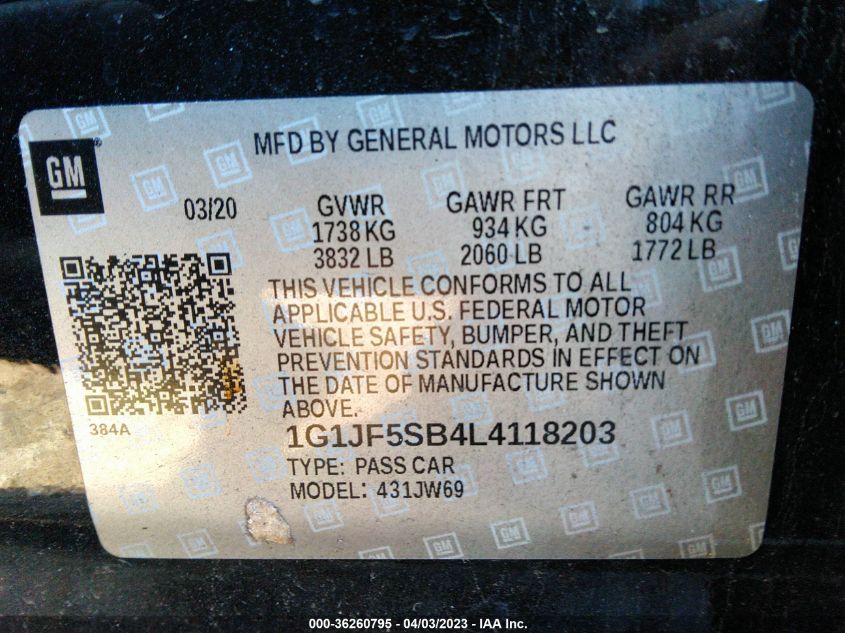 MFD BY GENERAL MOTORS LLC
GM
03/20
GVWR GAWR FRT GAWR RR
1738 KG 934 KG 804 KG
3832 LB 2060 LB 1772 LB
THIS VEHICLE CONFORMS TO ALL
APPLICABLE U.S. FEDERAL MOTOR
VEHICLE SAFETY, BUMPER, AND THEFT
PREVENTION STANDARDS IN EFFECT ON
THE DATE OF MANUFACTURE SHOWN
ABOVE.
384A
1G1JF5SB4L4118203
TYPE: PASS CAR
MODEL: 431JW69
000-36260795 - 04/03/2023 - IAA Inc.